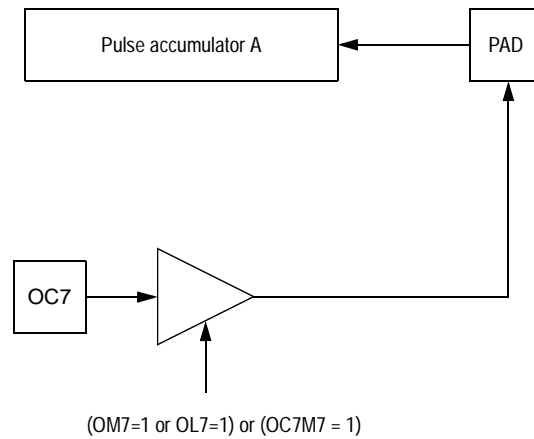 Pulse accumulator A
PAD
OC7
(OM7=1 or OL7=1) or (OC7M7 = 1)